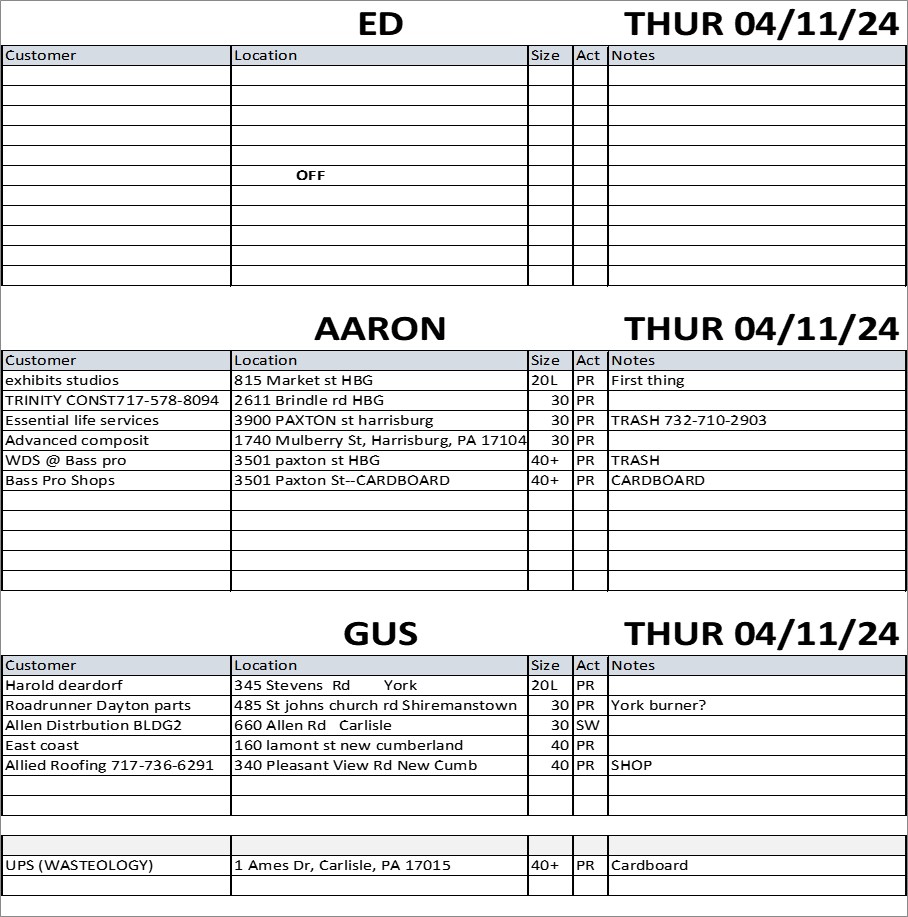 ED THUR 04/11/24
Customer Location Size Act Notes
OFF
AARON THUR 04/11/24
Customer Location Size Act Notes
exhibits studios 815 Market st HBG 20L PR First thing
TRINITY CONST717-578-8094 2611 Brindle rd HBG 30 PR
Essential life services 3900 PAXTON st harrisburg 30 PR TRASH 732-710-2903
Advanced composit 1740 Mulberry St, Harrisburg, PA 17104 30 PR
WDS @ Bass pro 3501 paxton st HBG 40+ PR TRASH
Bass Pro Shops 3501 Paxton St--CARDBOARD 40+ PR CARDBOARD
GUS THUR 04/11/24
Customer Location Size Act Notes
Harold deardorf 345 Stevens Rd York 20L PR
Roadrunner Dayton parts 485 St johns church rd Shiremanstown 30 PR York burner?
Allen Distrbution BLDG2 660 Allen Rd Carlisle 30 SW
East coast 160 lamont st new cumberland 40 PR
Allied Roofing 717-736-6291 340 Pleasant View Rd New Cumb 40 PR SHOP
UPS (WASTEOLOGY) 1 Ames Dr, Carlisle, PA 17015 40+ PR Cardboard